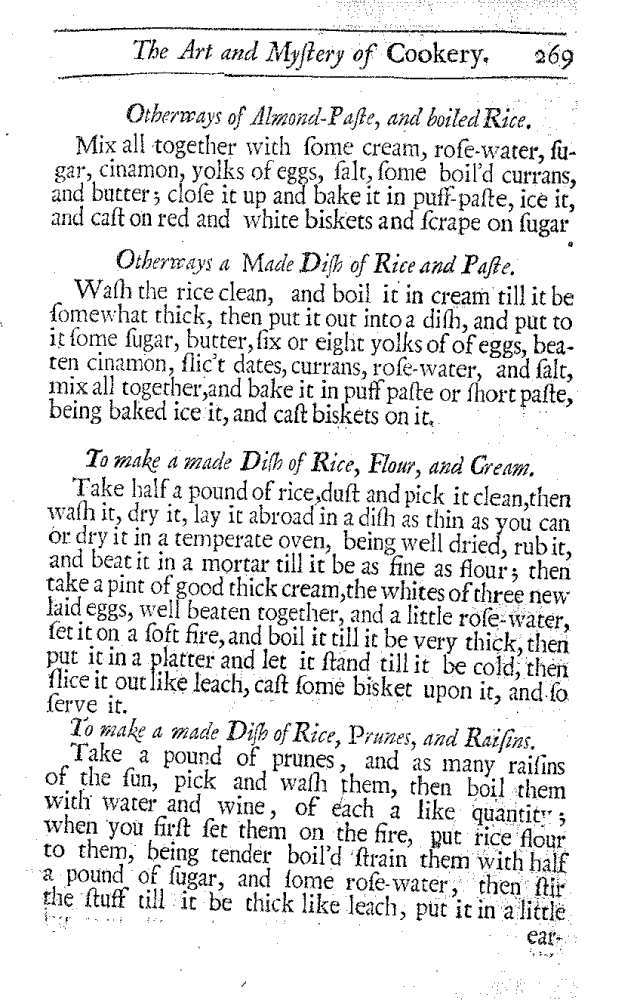 The Art and Myſtery of Cookery. 269
Otherways of Almond-Paſte, and boiled Rice.
Mix all together with ſome cream, roſe-water, ſu-
gar, cinamon, yolks of eggs, ſalt, ſome boil'd currans,
and butter; cloſe it up and bake it in puff-paſte, ice it,
and caſt on red and white biskets and ſcrape on ſugar
Otherways a Made Diſh of Rice and Paſte.
Waſh the rice clean, and boil it in cream till it be
ſomewhat thick, then put it out into a diſh, and put to
it ſome ſugar, butter, ſix or eight yolks of of eggs, bea-
ten cinamon, ſlic't dates, currans, roſe-water, and ſalt,
mix all together, and bake it in puff paſte or ſhort paſte,
being baked ice it, and caſt biskets on it.
To make a made Diſh of Rice, Flour, and Cream.
Take half a pound of rice, duſt and pick it clean, then
waſh it, dry it, lay it abroad in a diſh as thin as you can
or dry it in a temperate oven, being well dried, rub it,
and beat it in a mortar till it be as fine as flour; then
take a pint of good thick cream, the whites of three new
laid eggs, well beaten together, and a little roſe-water,
ſet it on a ſoft fire, and boil it till it be very thick, then
put it in a platter and let it ſtand till it be cold, then
ſlice it out like leach, caſt ſome bisket upon it, and ſo
ſerve it.
To make a made Diſh of Rice, Prunes, and Raiſins.
Take a pound of prunes, and as many raiſins
of the ſun, pick and waſh them, then boil them
with water and wine, of each a like quantity;
when you firſt ſet them on the fire, put rice flour
to them, being tender boil'd ſtrain them with half
a pound of ſugar, and ſome roſe-water, then ſtir
the ſtuff till it be thick like leach, put it in a little
ear-